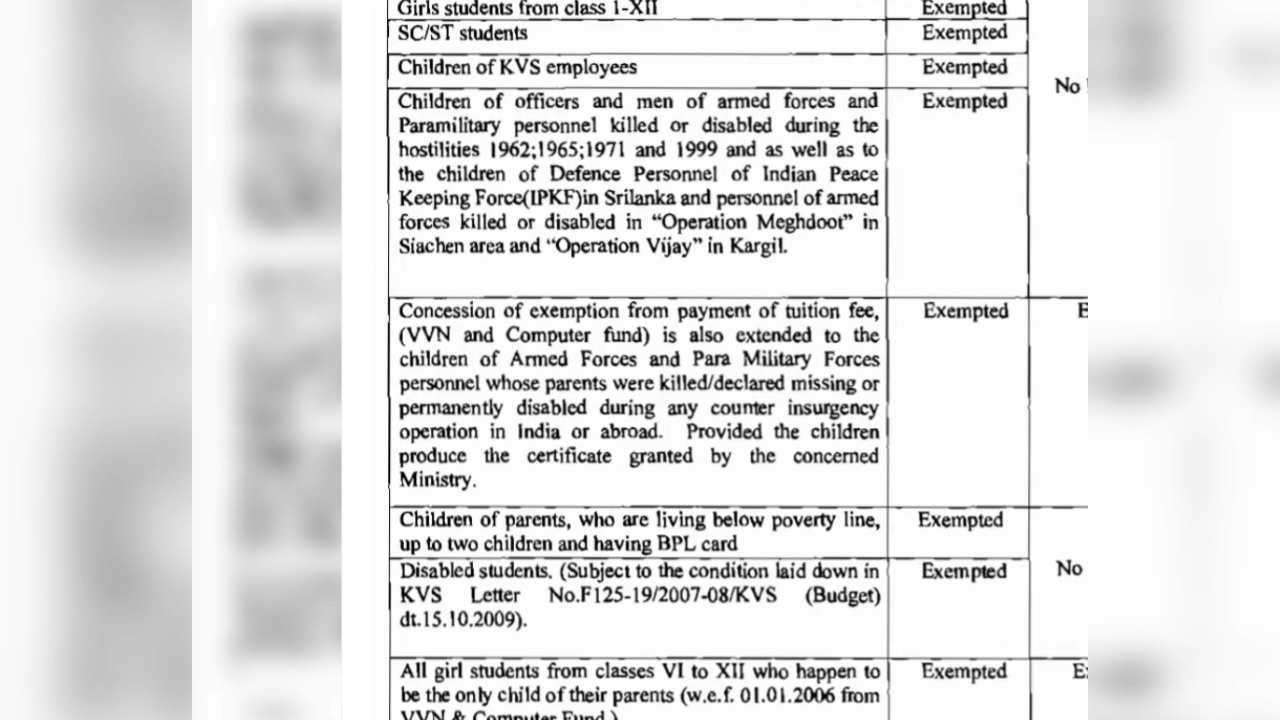 Girls students from class 1-XII Exempted
SC/ST students Exempted
Children of KVS employees Exempted
No
Children of officers and men of armed forces and Exempted
Paramilitary personnel killed or disabled during the
hostilities 1962;1965;1971 and 1999 and as well as to
the children of Defence Personnel of Indian Peace
Keeping Force(IPKF)in Srilanka and personnel of armed
forces killed or disabled in “Operation Meghdoot” in
Siachen area and “Operation Vijay” in Kargil.
Concession of exemption from payment of tuition fee, Exempted
(VVN and Computer fund) is also extended to the
children of Armed Forces and Para Military Forces
personnel whose parents were killed/declared missing or
permanently disabled during any counter insurgency
operation in India or abroad. Provided the children
produce the certificate granted by the concerned
Ministry.
Children of parents, who are living below poverty line, Exempted
up to two children and having BPL card
Disabled students. (Subject to the condition laid down in Exempted No
KVS Letter No.F125-19/2007-08/KVS (Budget)
dt.15.10.2009).
All girl students from classes VI to XII who happen to Exempted
be the only child of their parents (w.e.f. 01.01.2006 from
VVN & Computer Fund.)